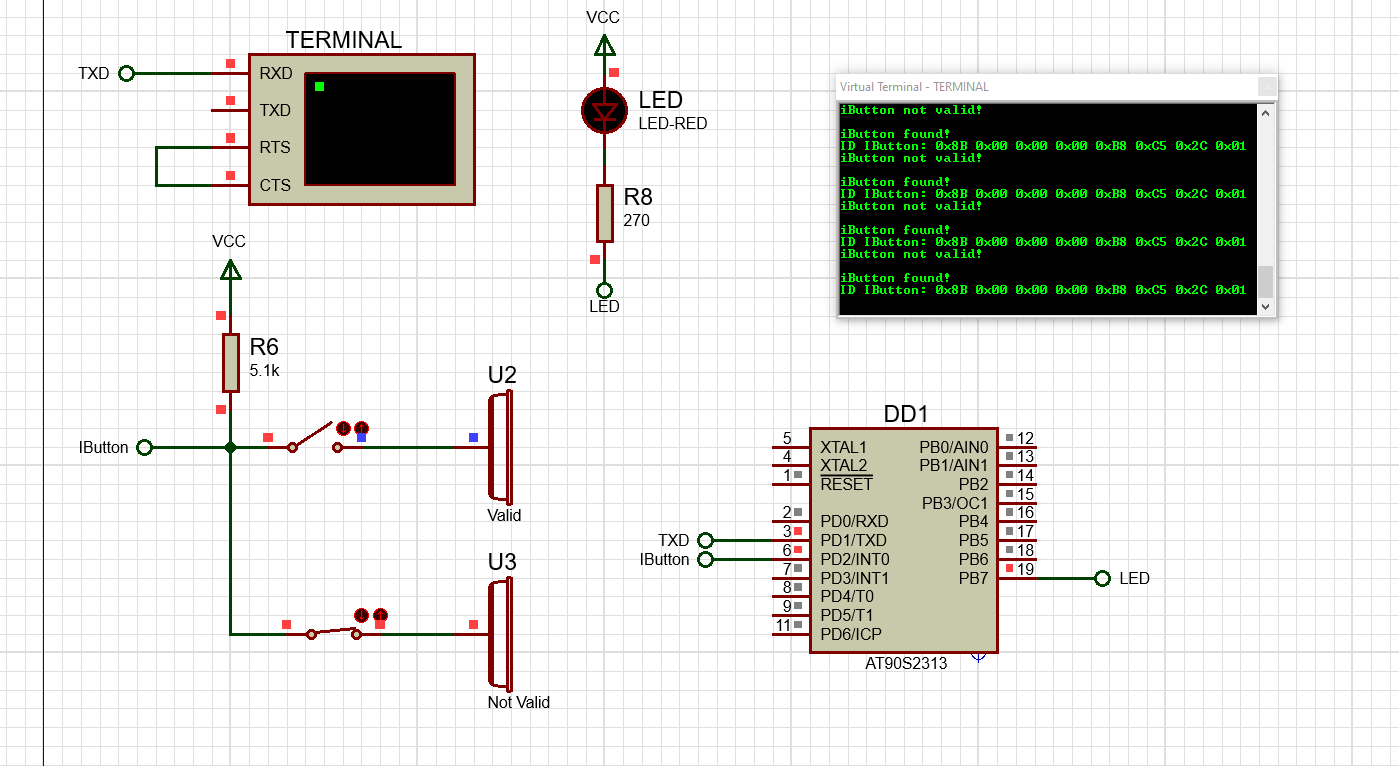 TERMINAL
TXD
RXD
TXD
RTS
CTS
VCC
LED
LED-RED
R8
270
LED
Virtual Terminal - TERMINAL
iButton not valid!
iButton found!
ID IButton: 0x8B 0x00 0x00 0x00 0xB8 0xC5 0x2C 0x01
iButton not valid!
iButton found!
ID IButton: 0x8B 0x00 0x00 0x00 0xB8 0xC5 0x2C 0x01
iButton not valid!
iButton found!
ID IButton: 0x8B 0x00 0x00 0x00 0xB8 0xC5 0x2C 0x01
iButton not valid!
iButton found!
ID IButton: 0x8B 0x00 0x00 0x00 0xB8 0xC5 0x2C 0x01
VCC
R6
5.1k
IButton
U2
Valid
U3
Not Valid
DD1
5 XTAL1 PB0/AIN0 12
4 XTAL2 PB1/AIN1 13
1 RESET PB2 14
PB3/OC1 15
2 PD0/RXD PB4 16
TXD 3 PD1/TXD PB5 17
IButton 6 PD2/INT0 PB6 18
7 PD3/INT1 PB7 19 LED
8 PD4/T0
9 PD5/T1
11 PD6/ICP
AT90S2313